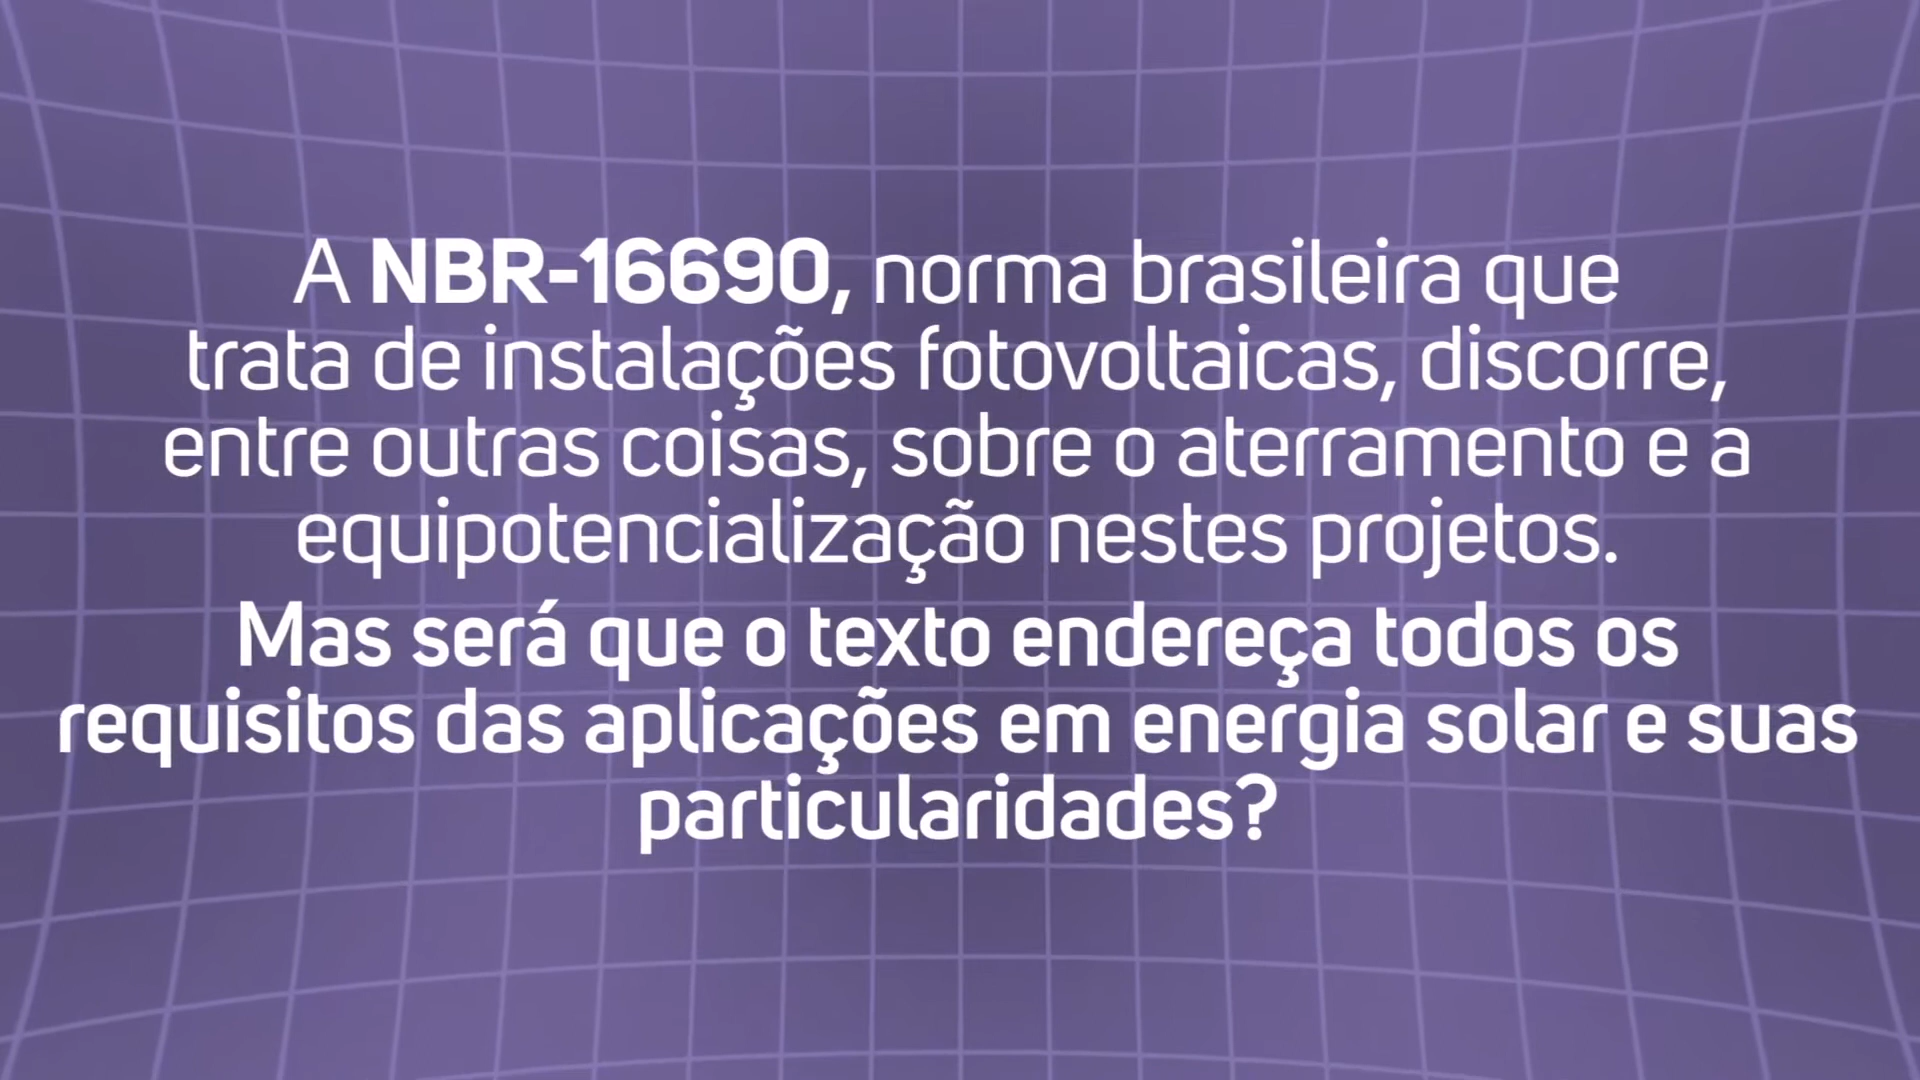 A NBR-16690, norma brasileira que
trata de instalações fotovoltaicas, discorre,
entre outras coisas, sobre o aterramento e a
equipotencialização nestes projetos.
Mas será que o texto endereça todos os
requisitos das aplicações em energia solar e suas
particularidades?